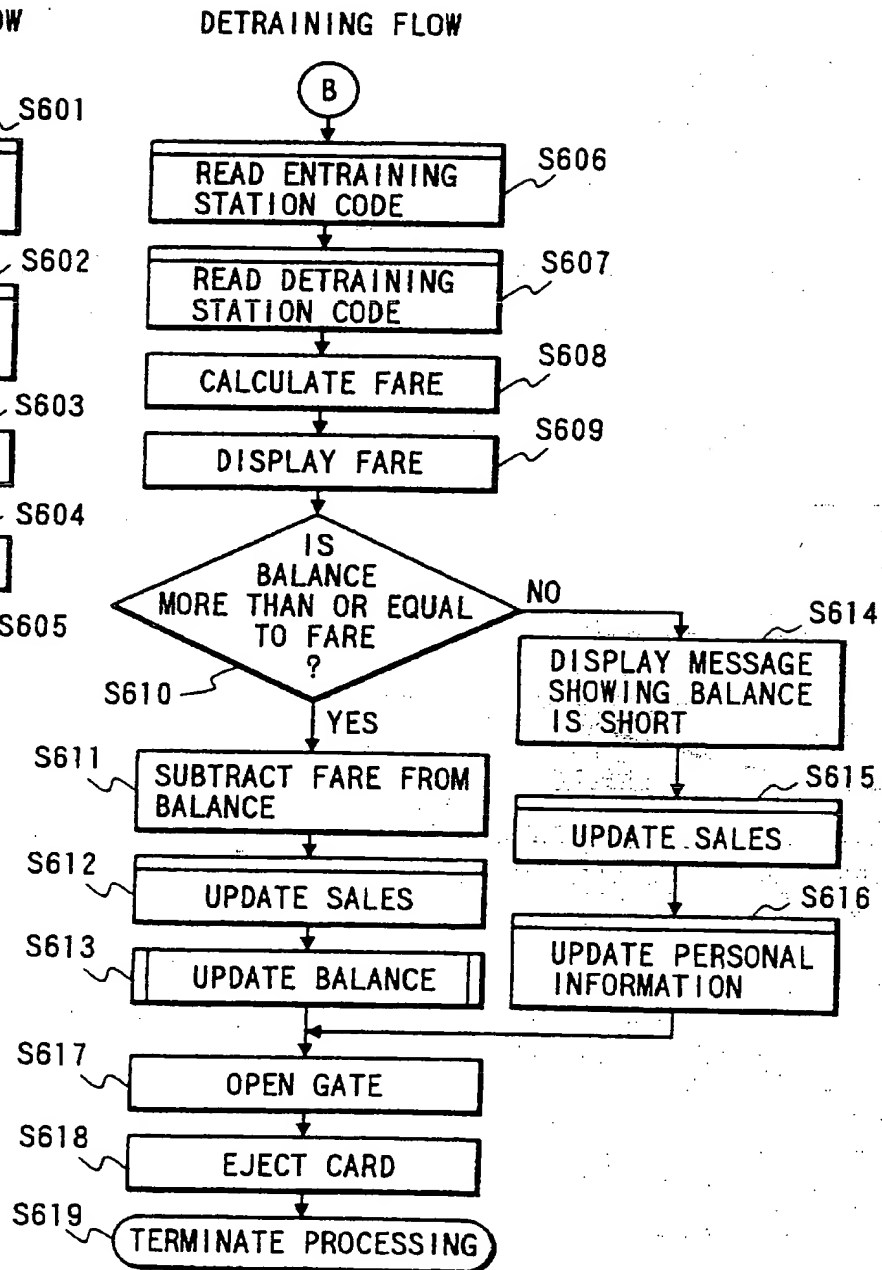 DETRAINING FLOW
B
S601
S606
READ ENTRAINING
STATION CODE
S602
S607
READ DETRAINING
STATION CODE
S608
CALCULATE FARE
S603
S609
DISPLAY FARE
S604
IS
BALANCE
MORE THAN OR EQUAL
TO FARE
?
NO
S605
S610
YES
S614
DISPLAY MESSAGE
SHOWING BALANCE
IS SHORT
S611
SUBTRACT FARE FROM
BALANCE
S615
UPDATE SALES
S612
UPDATE SALES
S616
UPDATE PERSONAL
INFORMATION
S613
UPDATE BALANCE
S617
OPEN GATE
S618
EJECT CARD
S619
TERMINATE PROCESSING